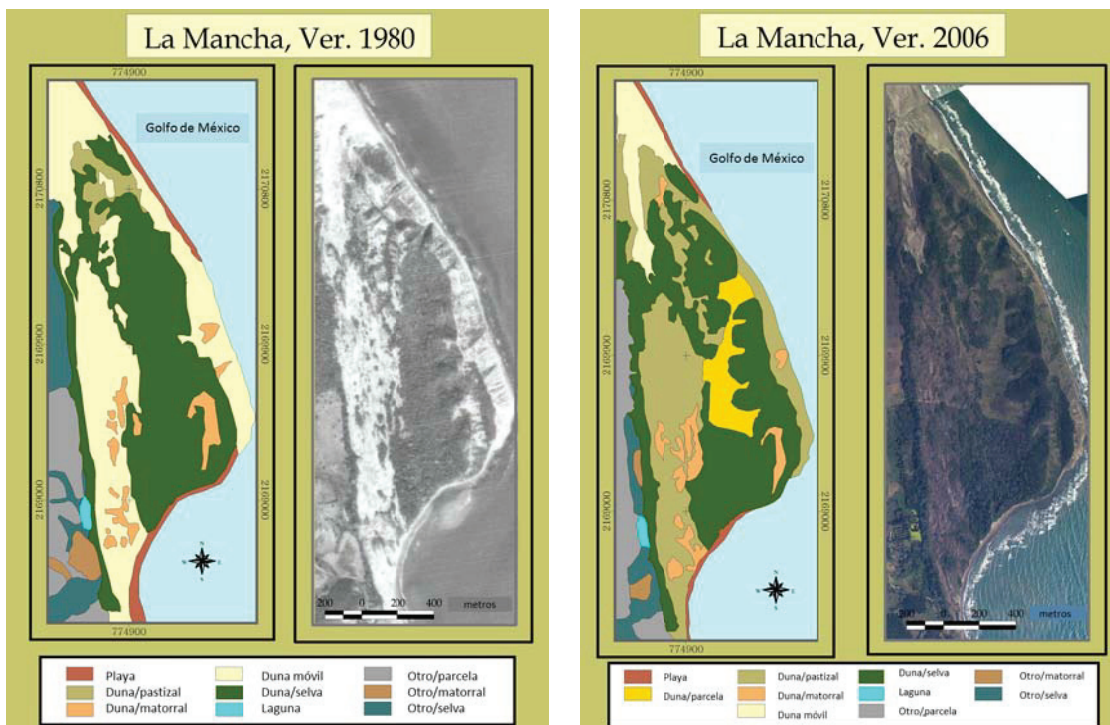 La Mancha, Ver. 1980
774900
Golfo de México
2170800
2170800
2169900
2169900
2169000
2169000
N
S
E
200 0 200 400 metros
774900
Playa
Duna/pastizal
Duna/matorral
Duna móvil
Duna/selva
Laguna
Otro/parcela
Otro/matorral
Otro/selva
La Mancha, Ver. 2006
774900
Golfo de México
2170800
2170800
2169900
2169900
2169000
2169000
N
S
E
200 0 200 400
metros
774900
Playa
Duna/parcela
Duna/pastizal
Duna/matorral
Duna móvil
Duna/selva
Laguna
Otro/parcela
Otro/matorral
Otro/selva